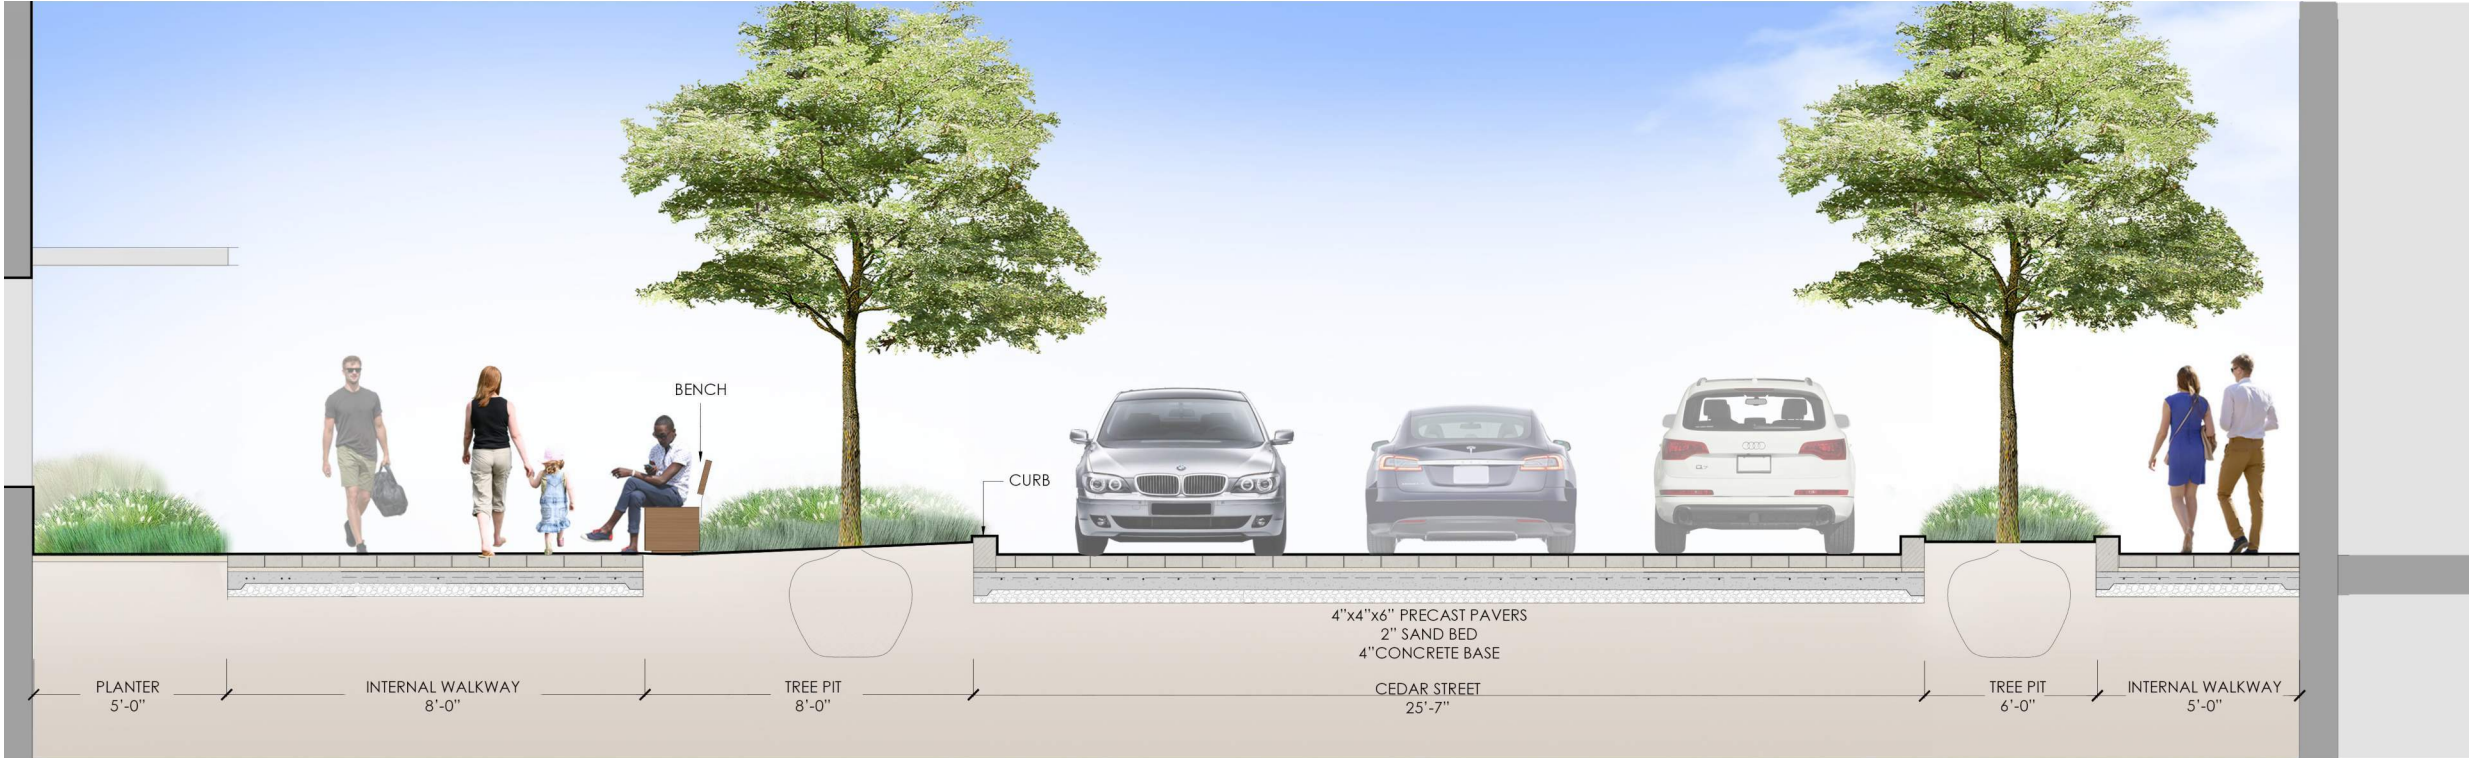 BENCH
CURB
4"x4"x6" PRECAST PAVERS
2" SAND BED
4"CONCRETE BASE
PLANTER
5'-0"
INTERNAL WALKWAY
8'-0"
TREE PIT
8'-0"
CEDAR STREET
25'-7"
TREE PIT
6'-0"
INTERNAL WALKWAY
5'-0"